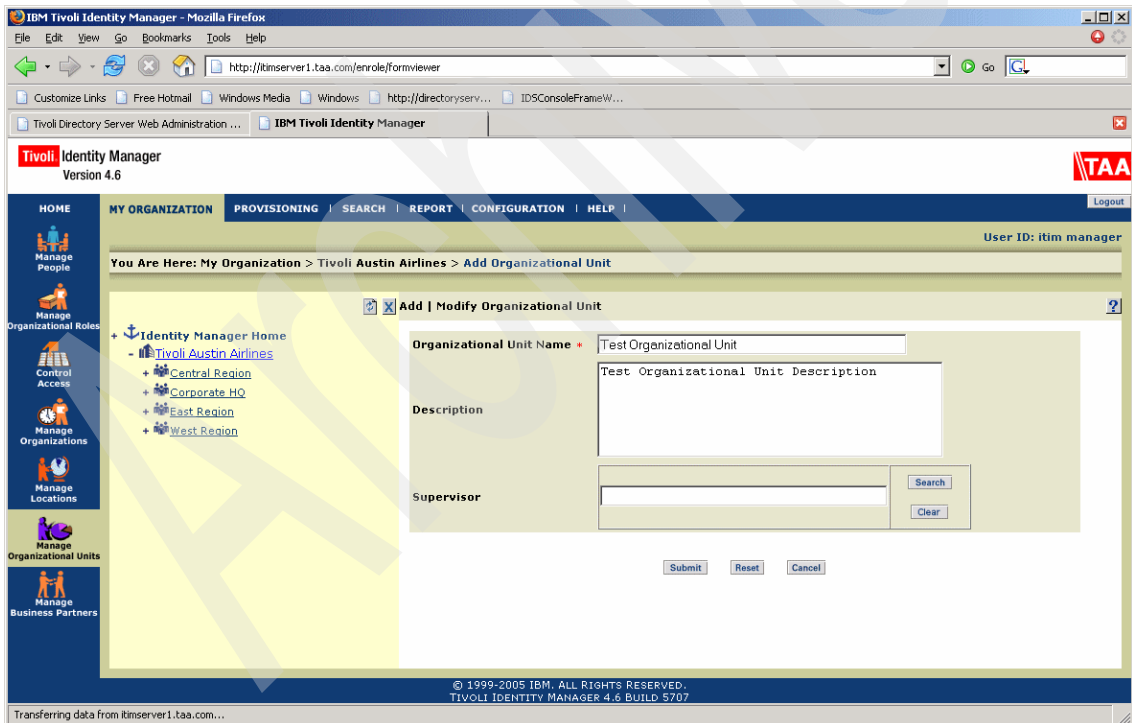 IBM Tivoli Identity Manager - Mozilla Firefox
File Edit View Go Bookmarks Tools Help
http://itimserver1.taa.com/enrole/formviewer
Go
G
Customize Links Free Hotmail Windows Media Windows http://directoryserv... IDSConsoleFrameW...
Tivoli Directory Server Web Administration ... IBM Tivoli Identity Manager
Tivoli. Identity Manager
Version 4.6
TAA
HOME MY ORGANIZATION PROVISIONING | SEARCH | REPORT | CONFIGURATION | HELP |
Logout
User ID: itim manager
Manage People
You Are Here: My Organization > Tivoli Austin Airlines > Add Organizational Unit
Manage Organizational Roles
Control Access
Manage Organizations
Manage Locations
Manage Organizational Units
Manage Business Partners
+ Identity Manager Home
- Tivoli Austin Airlines
+ Central Region
+ Corporate HQ
+ East Region
+ West Region
X
Add | Modify Organizational Unit
?
Organizational Unit Name * Test Organizational Unit
Description
Test Organizational Unit Description
Supervisor
Search
Clear
Submit Reset Cancel
© 1999-2005 IBM. ALL RIGHTS RESERVED.
TIVOLI IDENTITY MANAGER 4.6 BUILD 5707
Transferring data from itimserver1.taa.com...